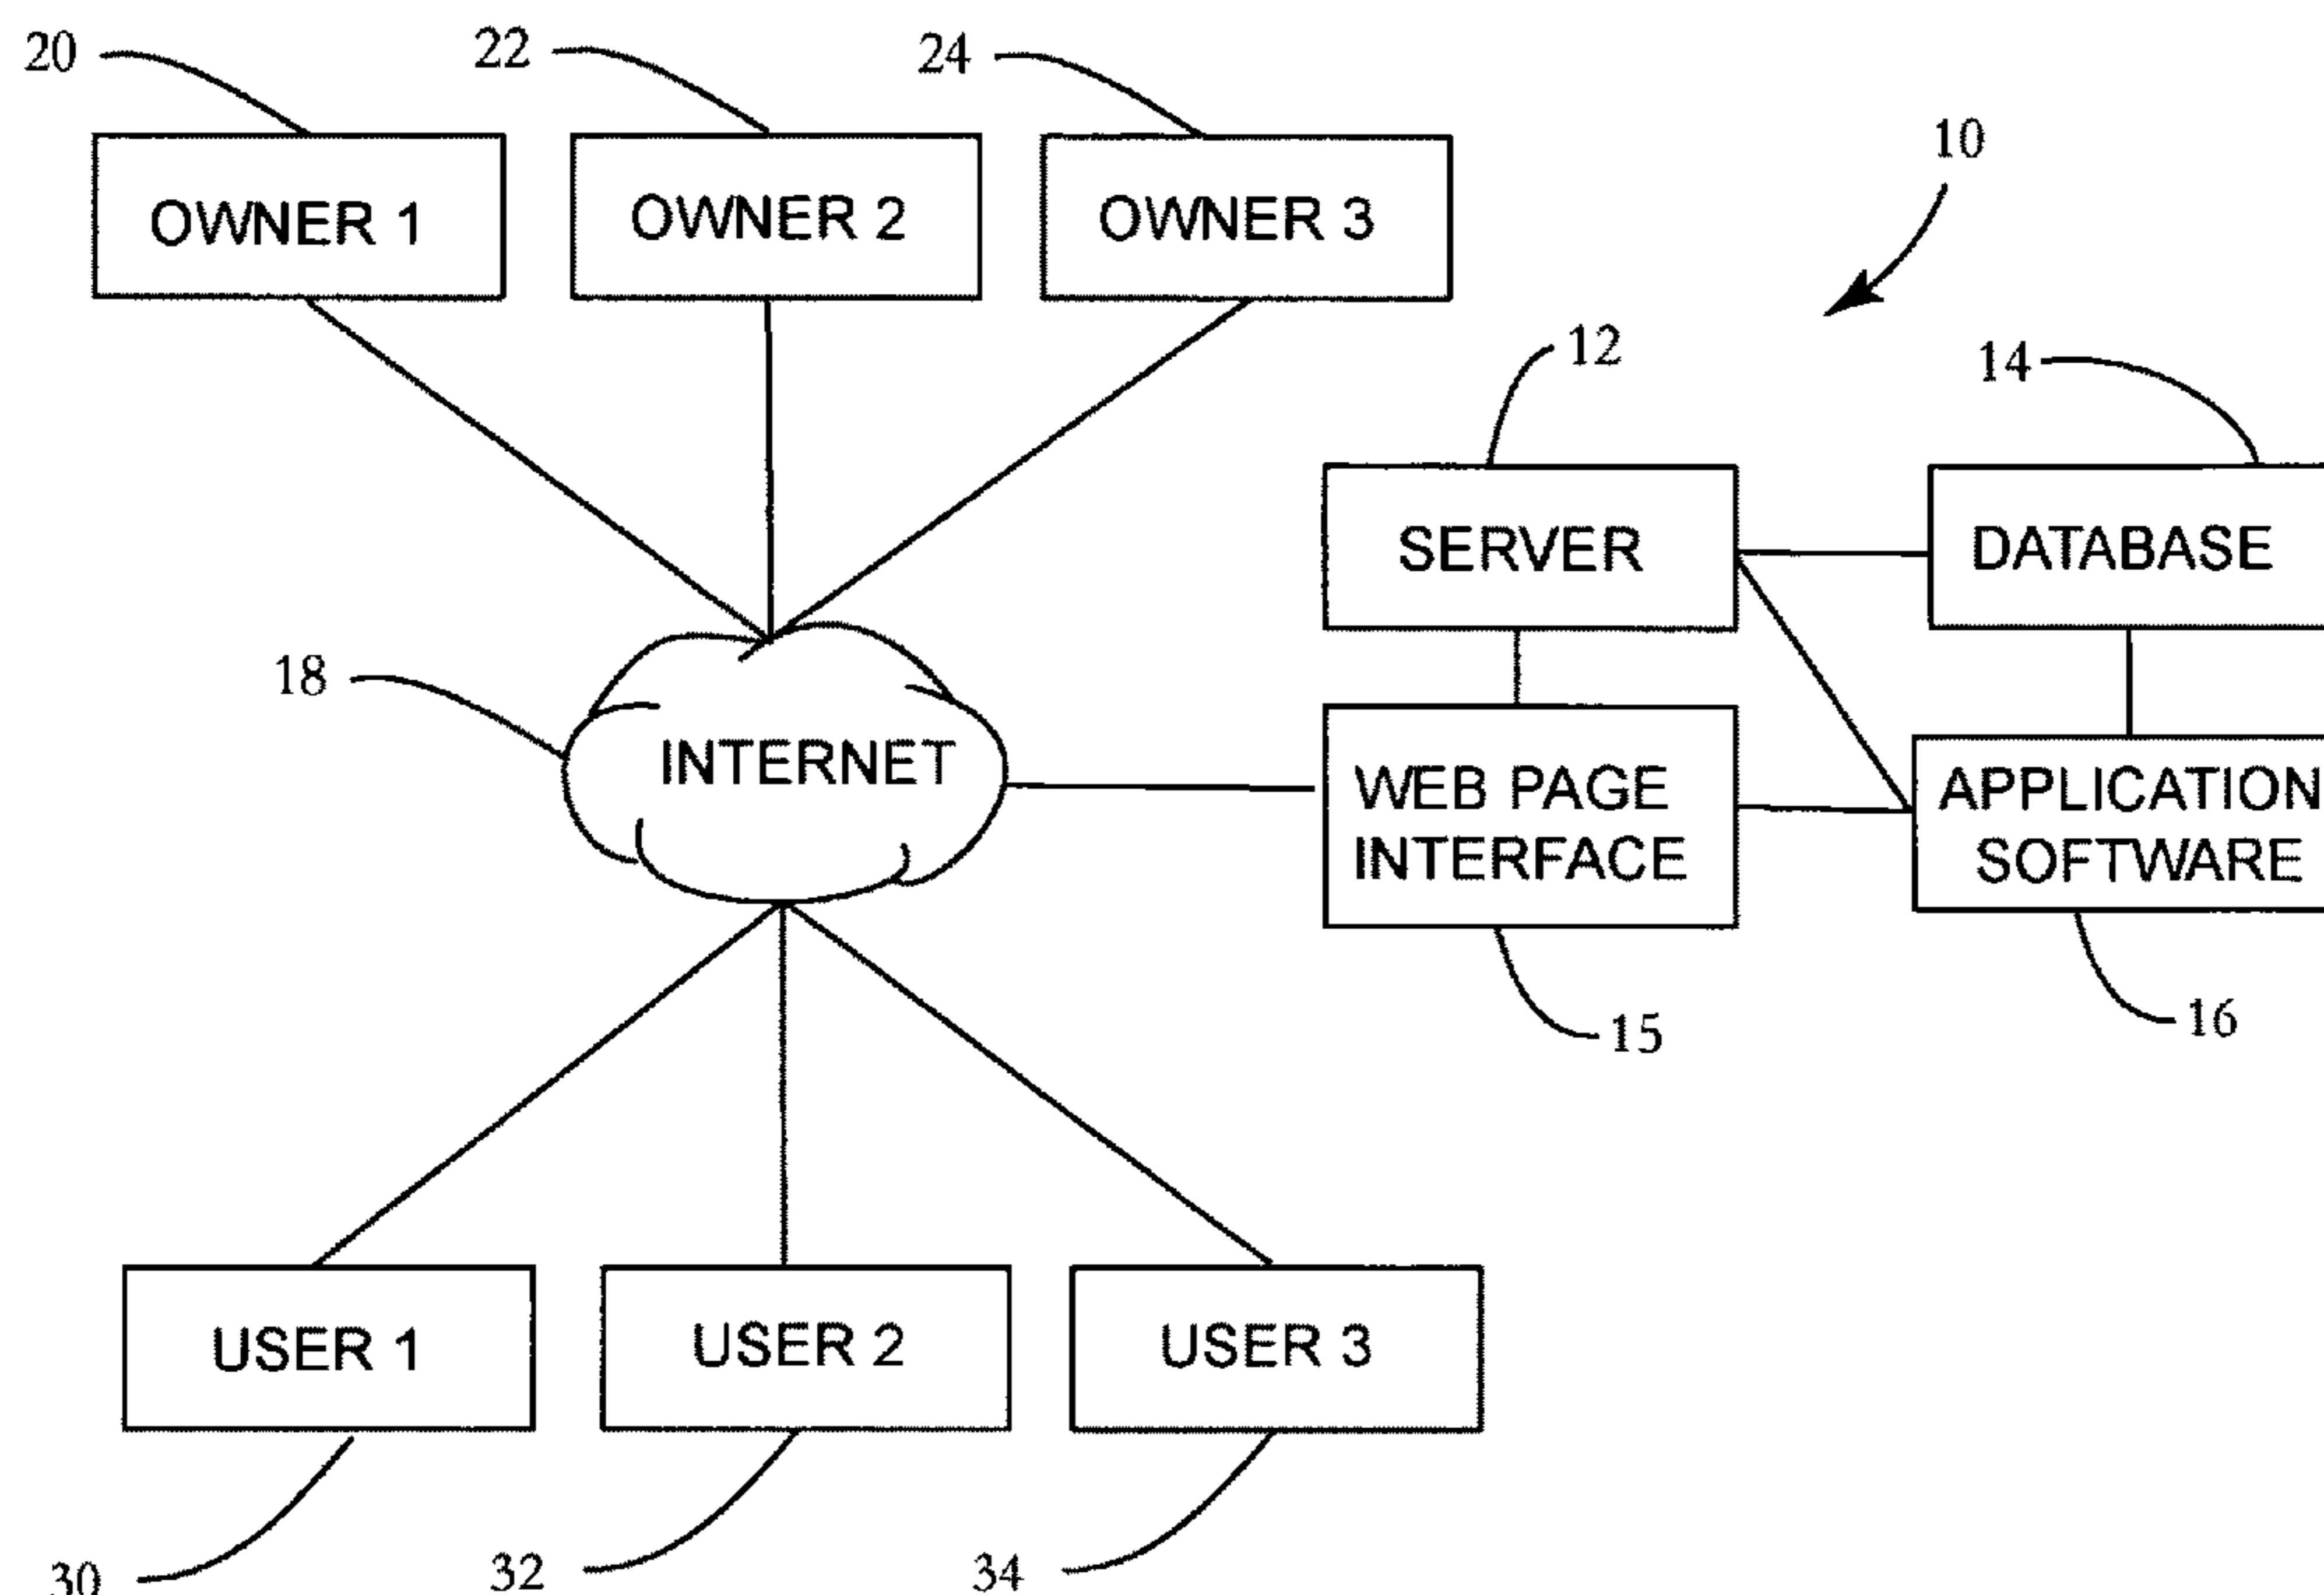 20
22
24
10
OWNER 1
OWNER 2
OWNER 3
12
14
SERVER
DATABASE
18
INTERNET
WEB PAGE
INTERFACE
APPLICATION
SOFTWARE
15
16
USER 1
USER 2
USER 3
30
32
34